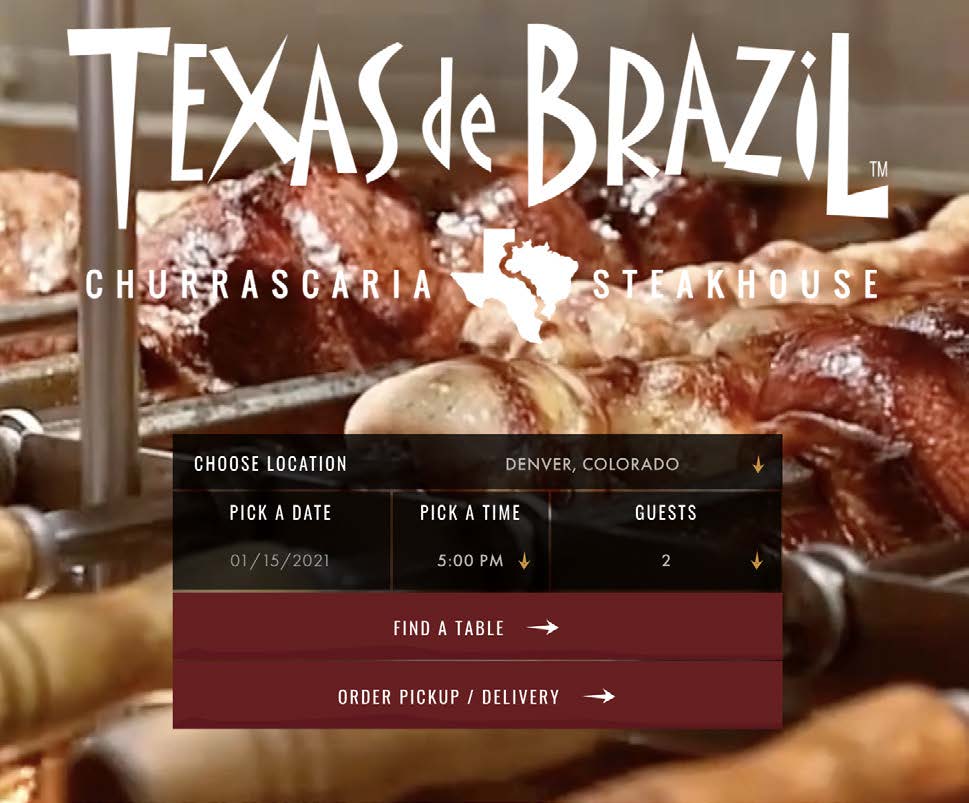 TEXAS de BRAZiL TM
CHURRASCARIA STEAKHOUSE
CHOOSE LOCATION DENVER, COLORADO
PICK A DATE PICK A TIME GUESTS
01/15/2021 5:00 PM 2
FIND A TABLE
ORDER PICKUP / DELIVERY